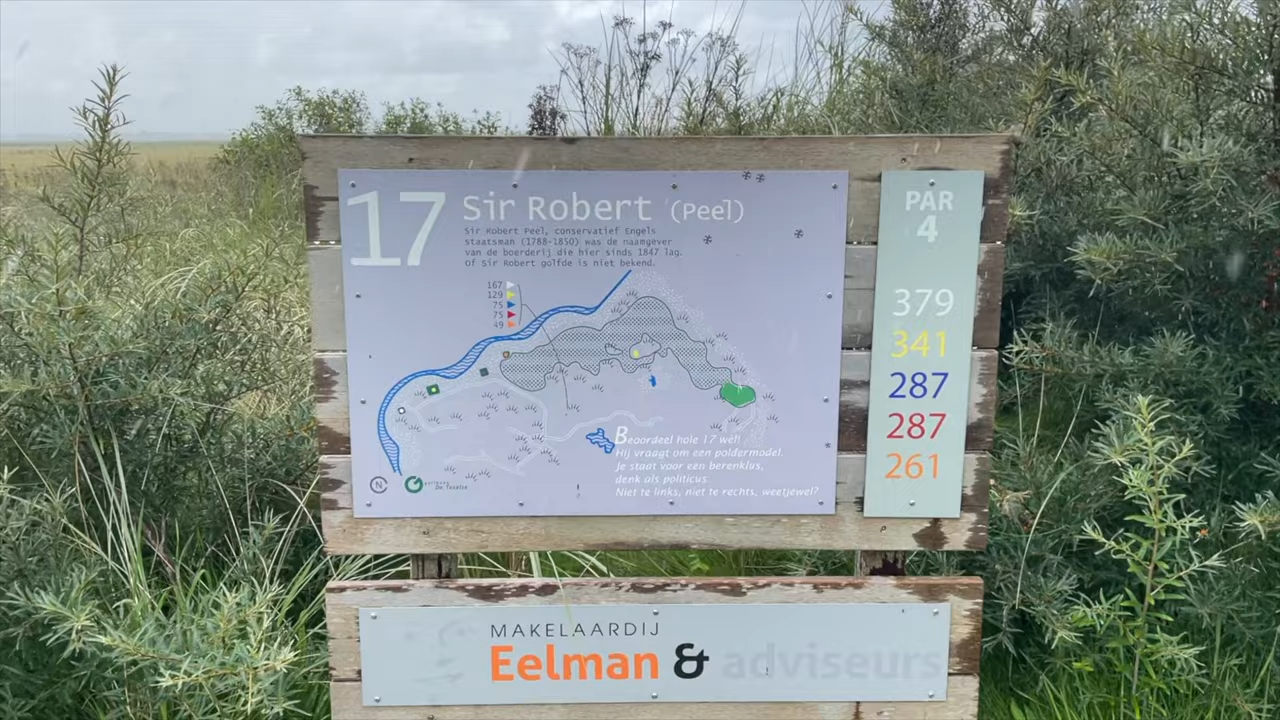 17 Sir Robert (Peel)
Sir Robert Peel, conservatief Engels
staatsman (1788-1850) was de naamgever
van de boerderij die hier sinds 1847 lag.
Of Sir Robert golfde is niet bekend.
167
129
75
75
49
Beoordeel hole 17 wél!
Hij vraagt om een poldermodel.
Je staat voor een berenklus,
denk als politicus.
Niet te links, niet te rechts, weetjewel?
N
De Texelse
PAR
4
379
341
287
287
261
MAKELAARDIJ
Eelman & adviseurs